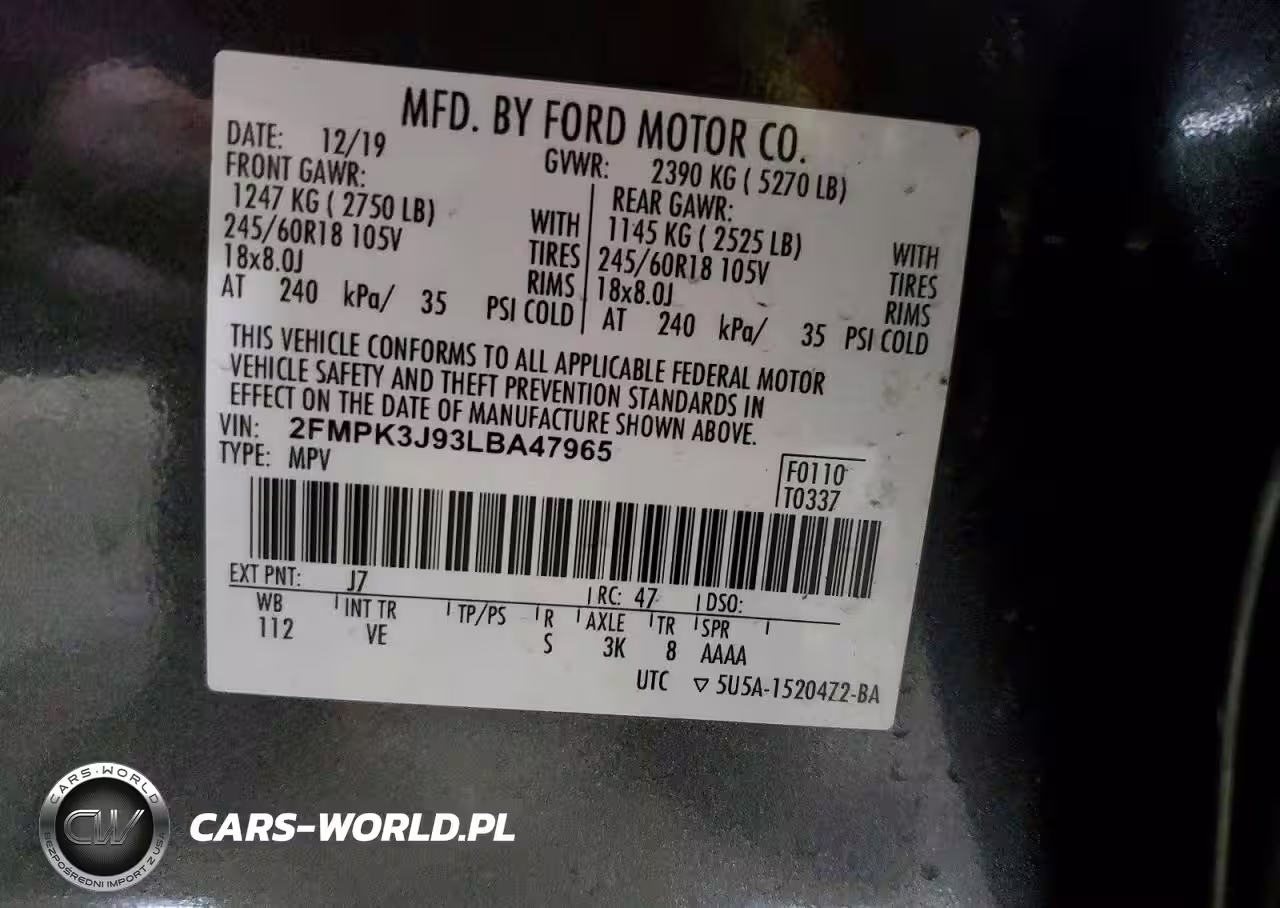 MFD. BY FORD MOTOR CO.
DATE: 12/19 GVWR: 2390 KG ( 5270 LB)
FRONT GAWR: REAR GAWR:
1247 KG ( 2750 LB) WITH 1145 KG ( 2525 LB) WITH
245/60R18 105V TIRES 245/60R18 105V TIRES
18x8.0J RIMS 18x8.0J RIMS
AT 240 kPa/ 35 PSI COLD AT 240 kPa/ 35 PSI COLD
THIS VEHICLE CONFORMS TO ALL APPLICABLE FEDERAL MOTOR
VEHICLE SAFETY AND THEFT PREVENTION STANDARDS IN
EFFECT ON THE DATE OF MANUFACTURE SHOWN ABOVE.
VIN: 2FMPK3J93LBA47965
TYPE: MPV
F0110
T0337
EXT PNT: J7 RC: 47 DSO:
WB INT TR TP/PS R AXLE TR SPR
112 VE S 3K 8 AAAA
UTC ▽ 5U5A-15204Z2-BA
CARS-WORLD
CW
BEZPOŚREDNI IMPORT Z USA
CARS-WORLD.PL